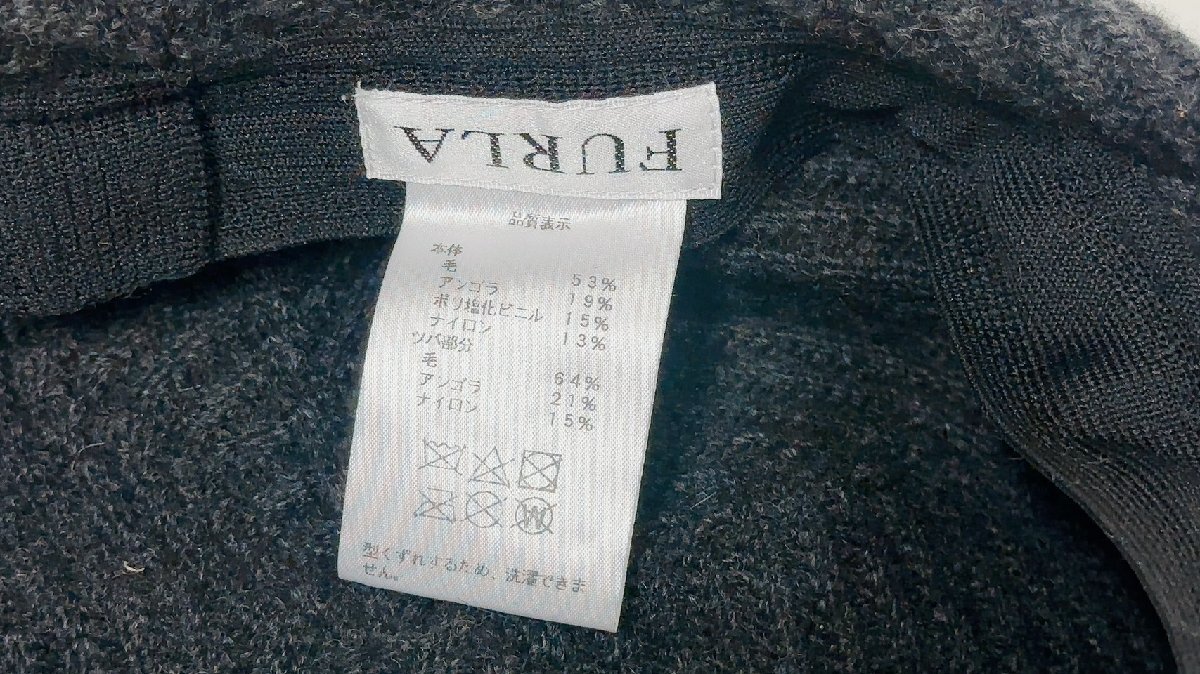 FURLA
品質表示
本体
毛 53%
アンゴラ 19%
ポリ塩化ビニル 15%
ナイロン 13%
ツバ部分
毛 64%
アンゴラ 21%
ナイロン 15%
W
型くずれするため、洗濯できま
せん。